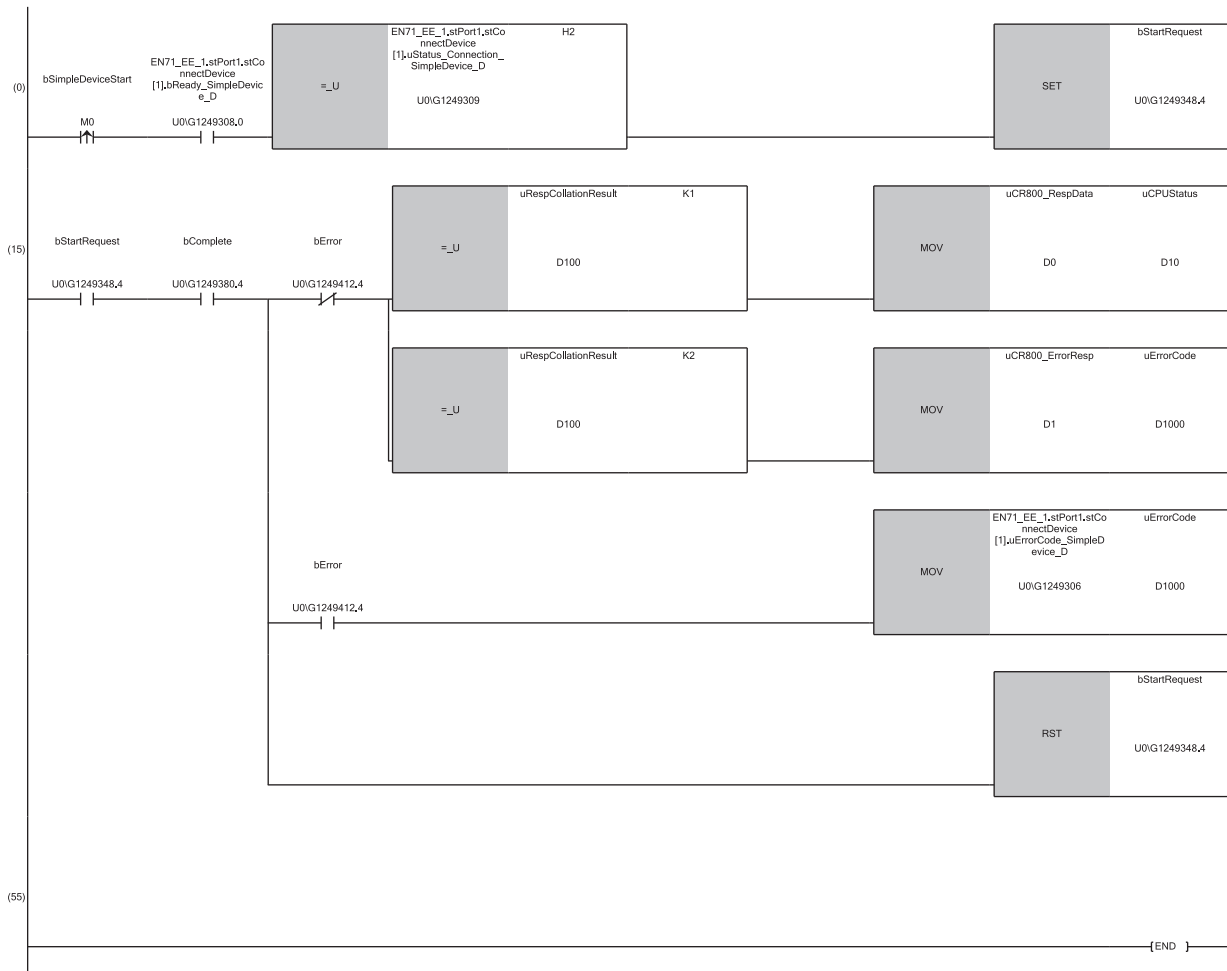 (0)
bSimpleDeviceStart
M0
EN71_EE_1.stPort1.stCo
nnectDevice
[1].bReady_SimpleDevic
e_D
U0\G1249308.0
=_U
EN71_EE_1.stPort1.stCo
nnectDevice
[1].uStatus_Connection_
SimpleDevice_D
U0\G1249309
H2
SET
bStartRequest
U0\G1249348.4
(15)
bStartRequest
U0\G1249348.4
bComplete
U0\G1249380.4
bError
U0\G1249412.4
=_U
uRespCollationResult
D100
K1
MOV
uCR800_RespData
D0
uCPUStatus
D10
=_U
uRespCollationResult
D100
K2
MOV
uCR800_ErrorResp
D1
uErrorCode
D1000
bError
U0\G1249412.4
MOV
EN71_EE_1.stPort1.stCo
nnectDevice
[1].uErrorCode_SimpleD
evice_D
U0\G1249306
uErrorCode
D1000
RST
bStartRequest
U0\G1249348.4
(55)
END